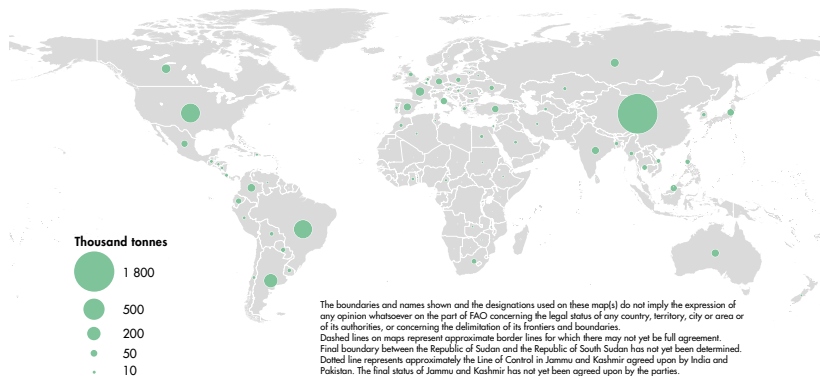 Thousand tonnes
1 800
500
200
50
10
The boundaries and names shown and the designations used on these map(s) do not imply the expression of
any opinion whatsoever on the part of FAO concerning the legal status of any country, territory, city or area or
of its authorities, or concerning the delimitation of its frontiers and boundaries.
Dashed lines on maps represent approximate border lines for which there may not yet be full agreement.
Final boundary between the Republic of Sudan and the Republic of South Sudan has not yet been determined.
Dotted line represents approximately the Line of Control in Jammu and Kashmir agreed upon by India and
Pakistan. The final status of Jammu and Kashmir has not yet been agreed upon by the parties.